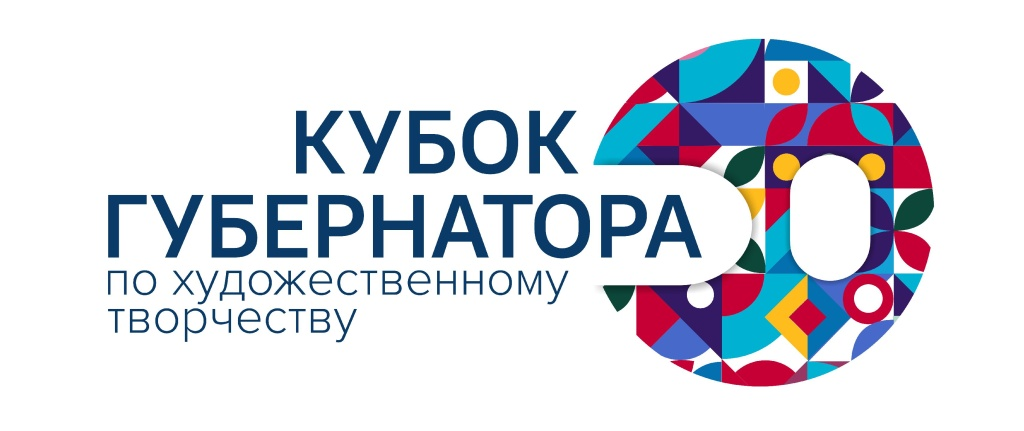 КУБОК
ГУБЕРНАТОРА
по художественному
творчеству